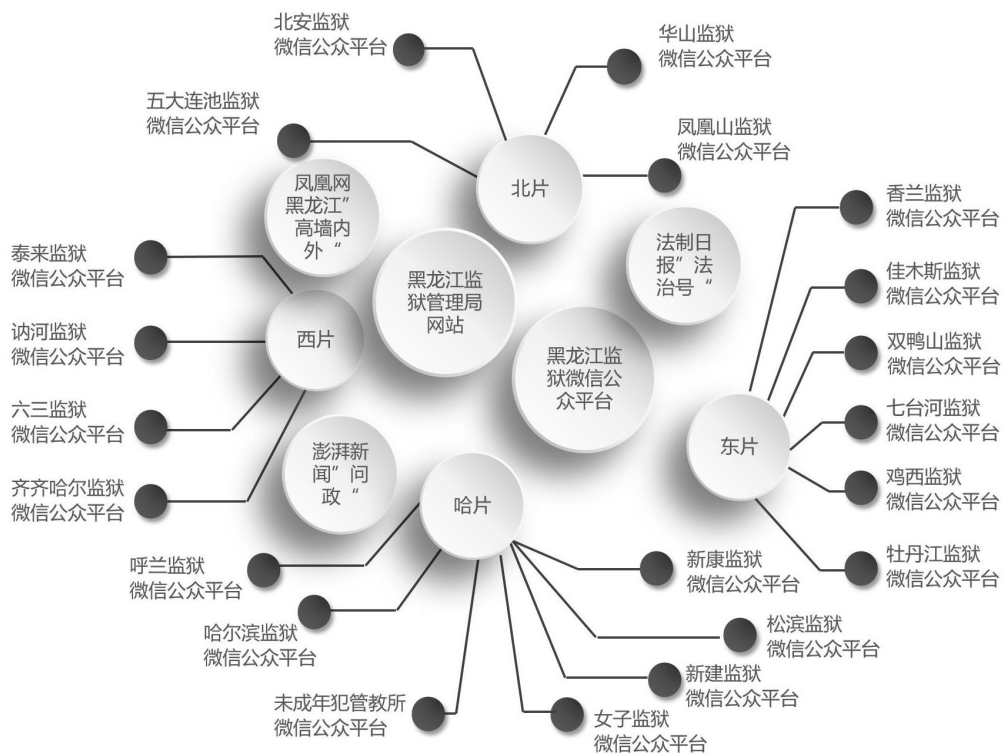 北安监狱
微信公众平台
华山监狱
微信公众平台
五大连池监狱
微信公众平台
凤凰山监狱
微信公众平台
北片
凤凰网
黑龙江”
高墙内
外“
香兰监狱
微信公众平台
法制日
报”法
治号“
泰来监狱
微信公众平台
黑龙江监
狱管理局
网站
佳木斯监狱
微信公众平台
讷河监狱
微信公众平台
西片
双鸭山监狱
微信公众平台
黑龙江监
狱微信公
众平台
六三监狱
微信公众平台
七台河监狱
微信公众平台
东片
澎湃新
闻”问
政“
齐齐哈尔监狱
微信公众平台
哈片
鸡西监狱
微信公众平台
呼兰监狱
微信公众平台
新康监狱
微信公众平台
牡丹江监狱
微信公众平台
哈尔滨监狱
微信公众平台
松滨监狱
微信公众平台
新建监狱
微信公众平台
未成年犯管教所
微信公众平台
女子监狱
微信公众平台